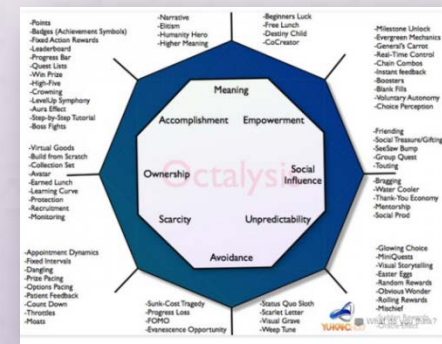 -Narrative
-Elitism
-Humanity Hero
-Higher Meaning
-Beginners Luck
-Free Lunch
-Destiny Child
-CoCreator
-Points
-Badges (Achievement Symbols)
-Fixed Action Rewards
-Leaderboard
-Progress Bar
-Quest Lists
-Win Prize
-High-Five
-Crowning
-LevelUp Symphony
-Aura Effect
-Step-by-Step Tutorial
-Boss Fights
-Milestone Unlock
-Evergreen Mechanics
-General's Carrot
-Real-Time Control
-Chain Combos
-Instant feedback
-Boosters
-Blank Fills
-Voluntary Autonomy
-Choice Perception
Meaning
Accomplishment
Empowerment
Ownership
Octalysis
Social
Influence
Scarcity
Unpredictability
Avoidance
-Virtual Goods
-Build from Scratch
-Collection Set
-Avatar
-Earned Lunch
-Learning Curve
-Protection
-Recruitment
-Monitoring
-Friending
-Social Treasure/Gifting
-SeeSaw Bump
-Group Quest
-Touting
-Bragging
-Water Cooler
-Thank-You Economy
-Mentorship
-Social Prod
-Appointment Dynamics
-Fixed Intervals
-Dangling
-Prize Pacing
-Options Pacing
-Patient Feedback
-Count Down
-Throttles
-Moats
-Sunk-Cost Tragedy
-Progress Loss
-FOMO
-Evanescence Opportunity
-Status Quo Sloth
-Scarlet Letter
-Visual Grave
-Weep Tune
-Glowing Choice
-MiniQuests
-Visual Storytelling
-Easter Eggs
-Random Rewards
-Obvious Wonder
-Rolling Rewards
-Mischief